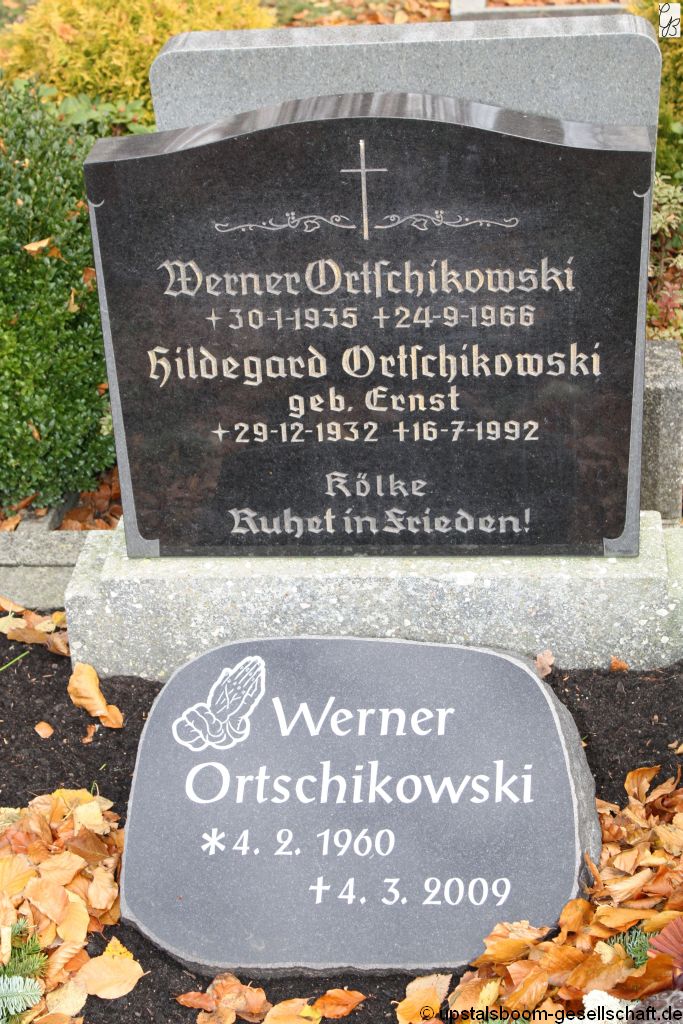 GB
Werner Ortſchikowski
+30-1-1935 +24-9-1966
Hildegard Ortſchikowski
geb. Ernst
+29-12-1932 +16-7-1992
Kölke
Ruhet in Frieden!
Werner
Ortschikowski
* 4. 2. 1960
† 4. 3. 2009
© upstalsboom-gesellschaft.de